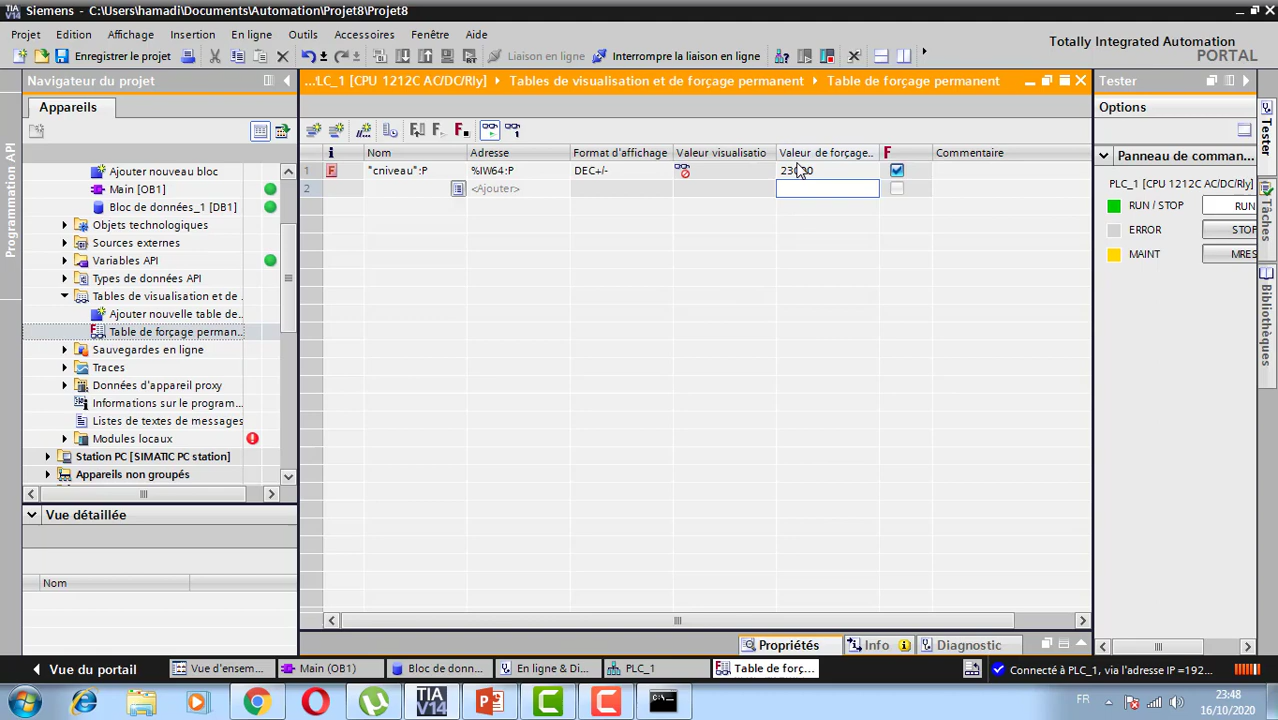 Siemens - C:\Users\hamadi\Documents\Automation\Projet8\Projet8
Projet Edition Affichage Insertion En ligne Outils Accessoires Fenêtre Aide
Totally Integrated Automation
PORTAL
Enregistrer le projet Liaison en ligne Interrompre la liaison en ligne
Navigateur du projet
...LC_1 [CPU 1212C AC/DC/Rly] Tables de visualisation et de forçage permanent Table de forçage permanent
Tester
Appareils
Options
Programmation API
i Nom Adresse Format d'affichage Valeur visualisatio Valeur de forçage.. F Commentaire
1 F "cniveau":P %IW64:P DEC+/-
2 <Ajouter>
Ajouter nouveau bloc
Main [OB1]
Bloc de données_1 [DB1]
Objets technologiques
Sources externes
Variables API
Types de données API
Tables de visualisation et de .
Ajouter nouvelle table de...
Table de forçage perman...
Sauvegardes en ligne
Traces
Données d'appareil proxy
Informations sur le program...
Listes de textes de messages
Modules locaux
Station PC [SIMATIC PC station]
Appareils non groupés
Panneau de comman...
PLC_1 [CPU 1212C AC/DC/Rly]
RUN / STOP RUN
ERROR STOP
MAINT MRES
Tester
Tâches
Bibliothèques
Vue détaillée
Nom
Propriétés Info Diagnostic
Vue du portail Vue d'ensem... Main (OB1) Bloc de donn... En ligne & Di... PLC_1 Table de forç... Connecté à PLC_1, via l'adresse IP =192...
TIA V14 FR 23:48
16/10/2020